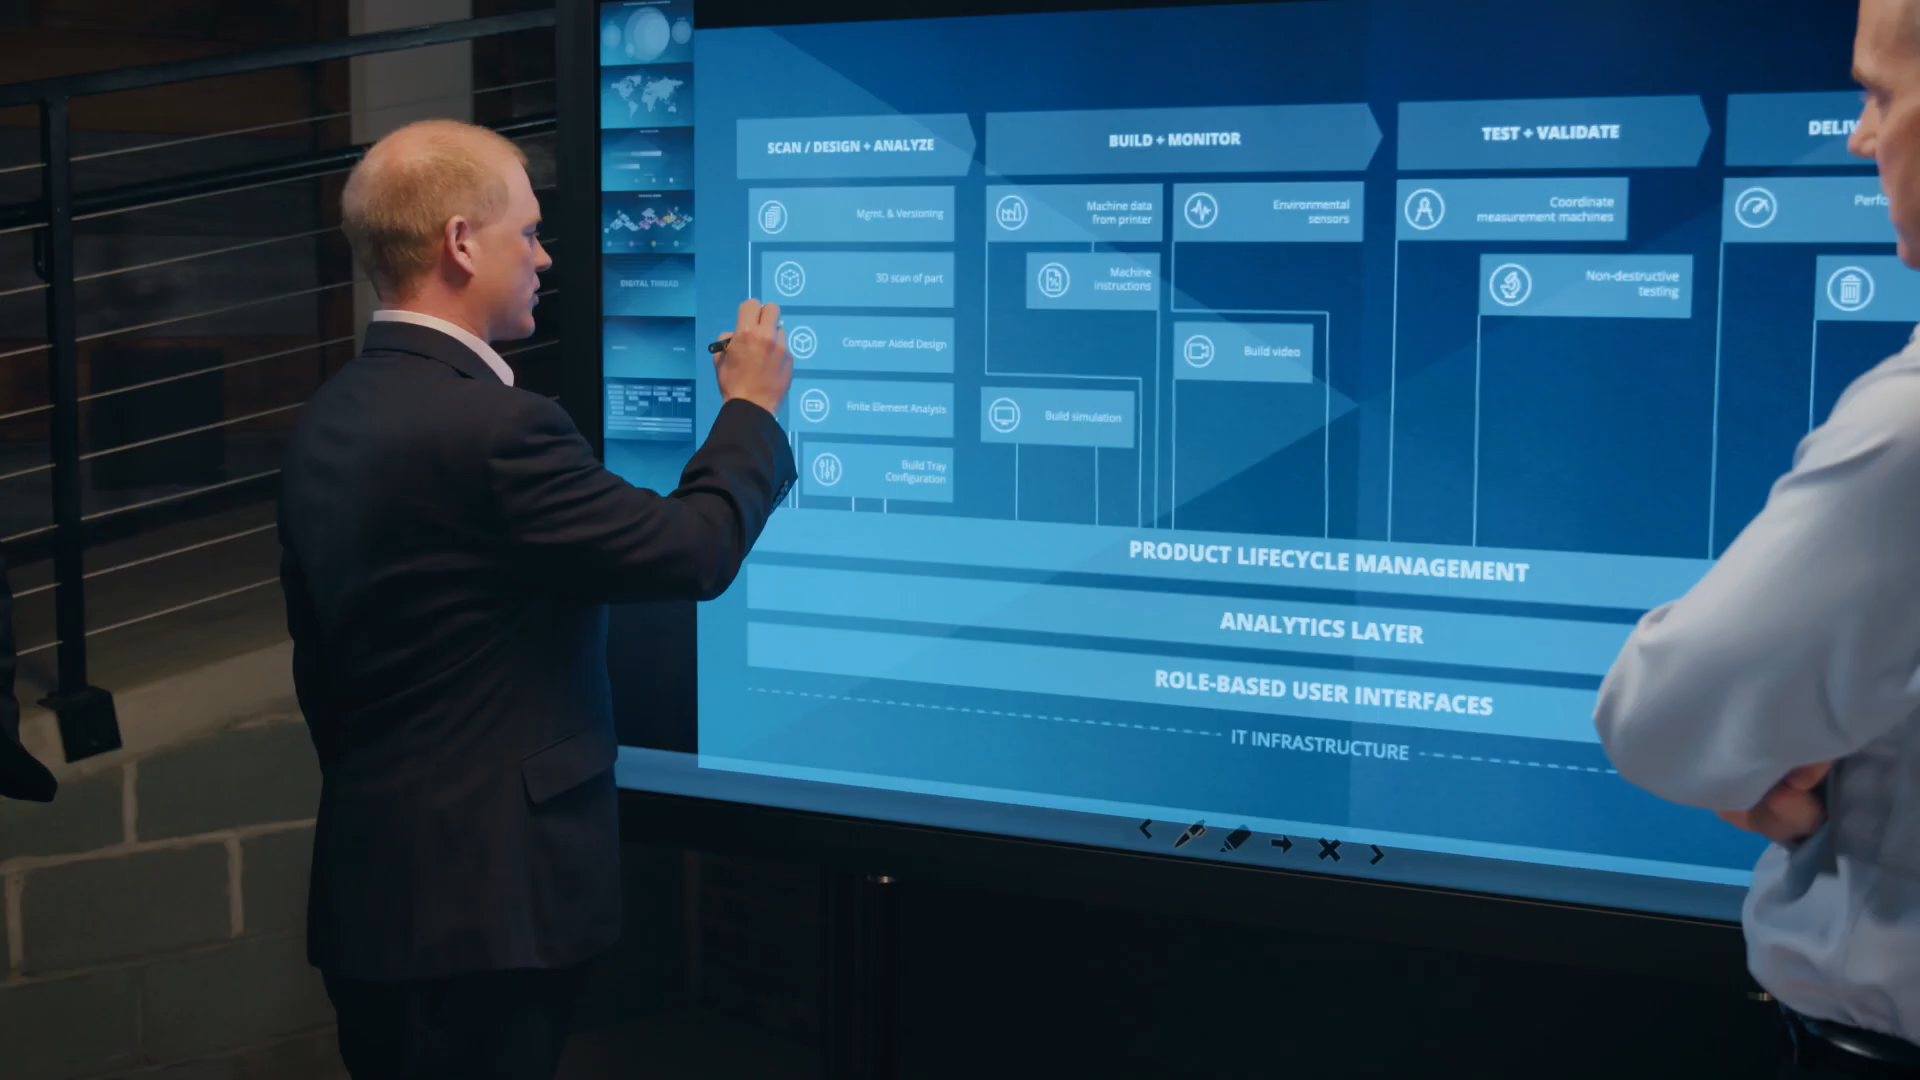 SCAN / DESIGN + ANALYZE
BUILD + MONITOR
TEST + VALIDATE
Mgmt. & Versioning
3D scan of part
Computer Aided Design
Finite Element Analysis
Build Tray
Configuration
Machine data
from printer
Machine
instructions
Build simulation
Environmental
sensors
Build video
Coordinate
measurement machines
Non-destructive
testing
PRODUCT LIFECYCLE MANAGEMENT
ANALYTICS LAYER
ROLE-BASED USER INTERFACES
IT INFRASTRUCTURE
DIGITAL THREAD